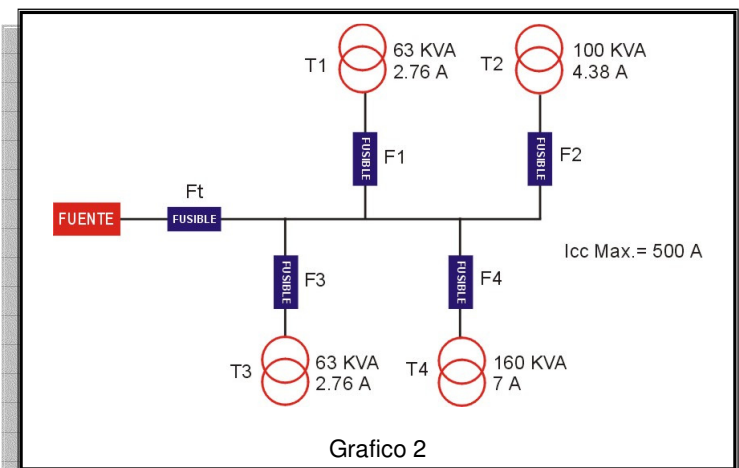 T1
63 KVA
2.76 A
T2
100 KVA
4.38 A
FUSIBLE
F1
FUSIBLE
F2
Ft
FUENTE
FUSIBLE
Icc Max.= 500 A
FUSIBLE
F3
FUSIBLE
F4
T3
63 KVA
2.76 A
T4
160 KVA
7 A
Grafico 2